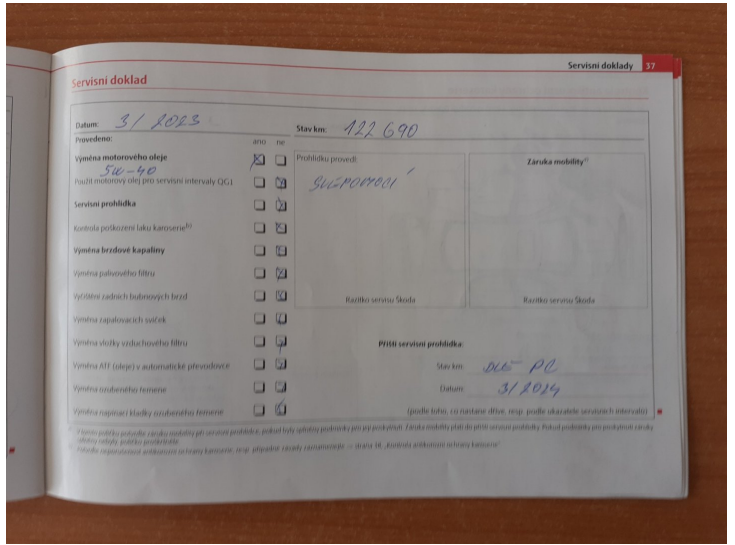 Servisní doklady 37
Servisní doklad
Datum: 3/2023 Stav km: 122 690
Provedeno: ano ne
Výměna motorového oleje
5W-40
Použit motorový olej pro servisní intervaly QG1
Servisní prohlídka
Kontrola poškození laku karoserie b)
Výměna brzdové kapaliny
Výměna palivového filtru
Vyčištění zadních bubnových brzd
Výměna zapalovacích svíček
Výměna vložky vzduchového filtru
Výměna ATF (oleje) v automatické převodovce
Výměna ozubeného řemene
Výměna napínací kladky ozubeného řemene
Prohlídku provedl:
SVÉPOMOCÍ
Razítko servisu Škoda
Záruka mobility a)
Razítko servisu Škoda
Příští servisní prohlídka:
Stav km: DLE PC
Datum: 3/2024
(podle toho, co nastane dříve, resp. podle ukazatele servisních intervalů)